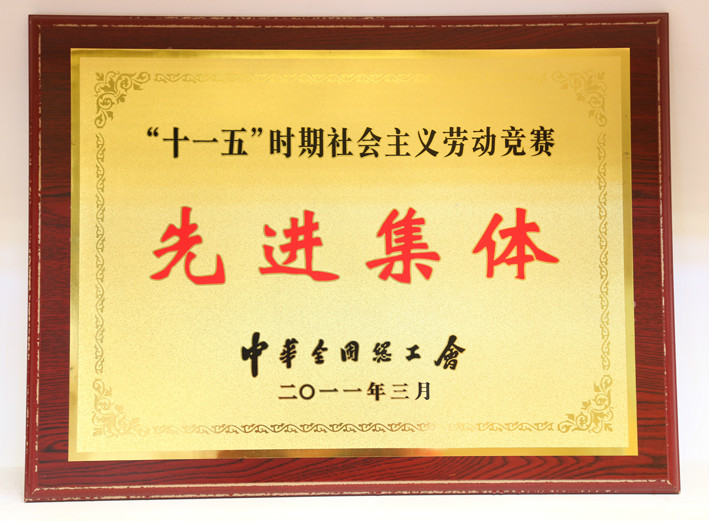 “十一五”时期社会主义劳动竞赛
先进集体
中华全国总工會
二〇一一年三月